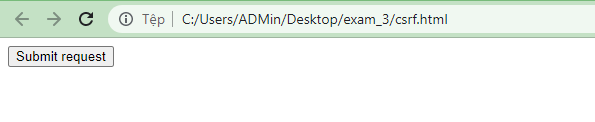 Tệp C:/Users/ADMin/Desktop/exam_3/csrf.html
Submit request